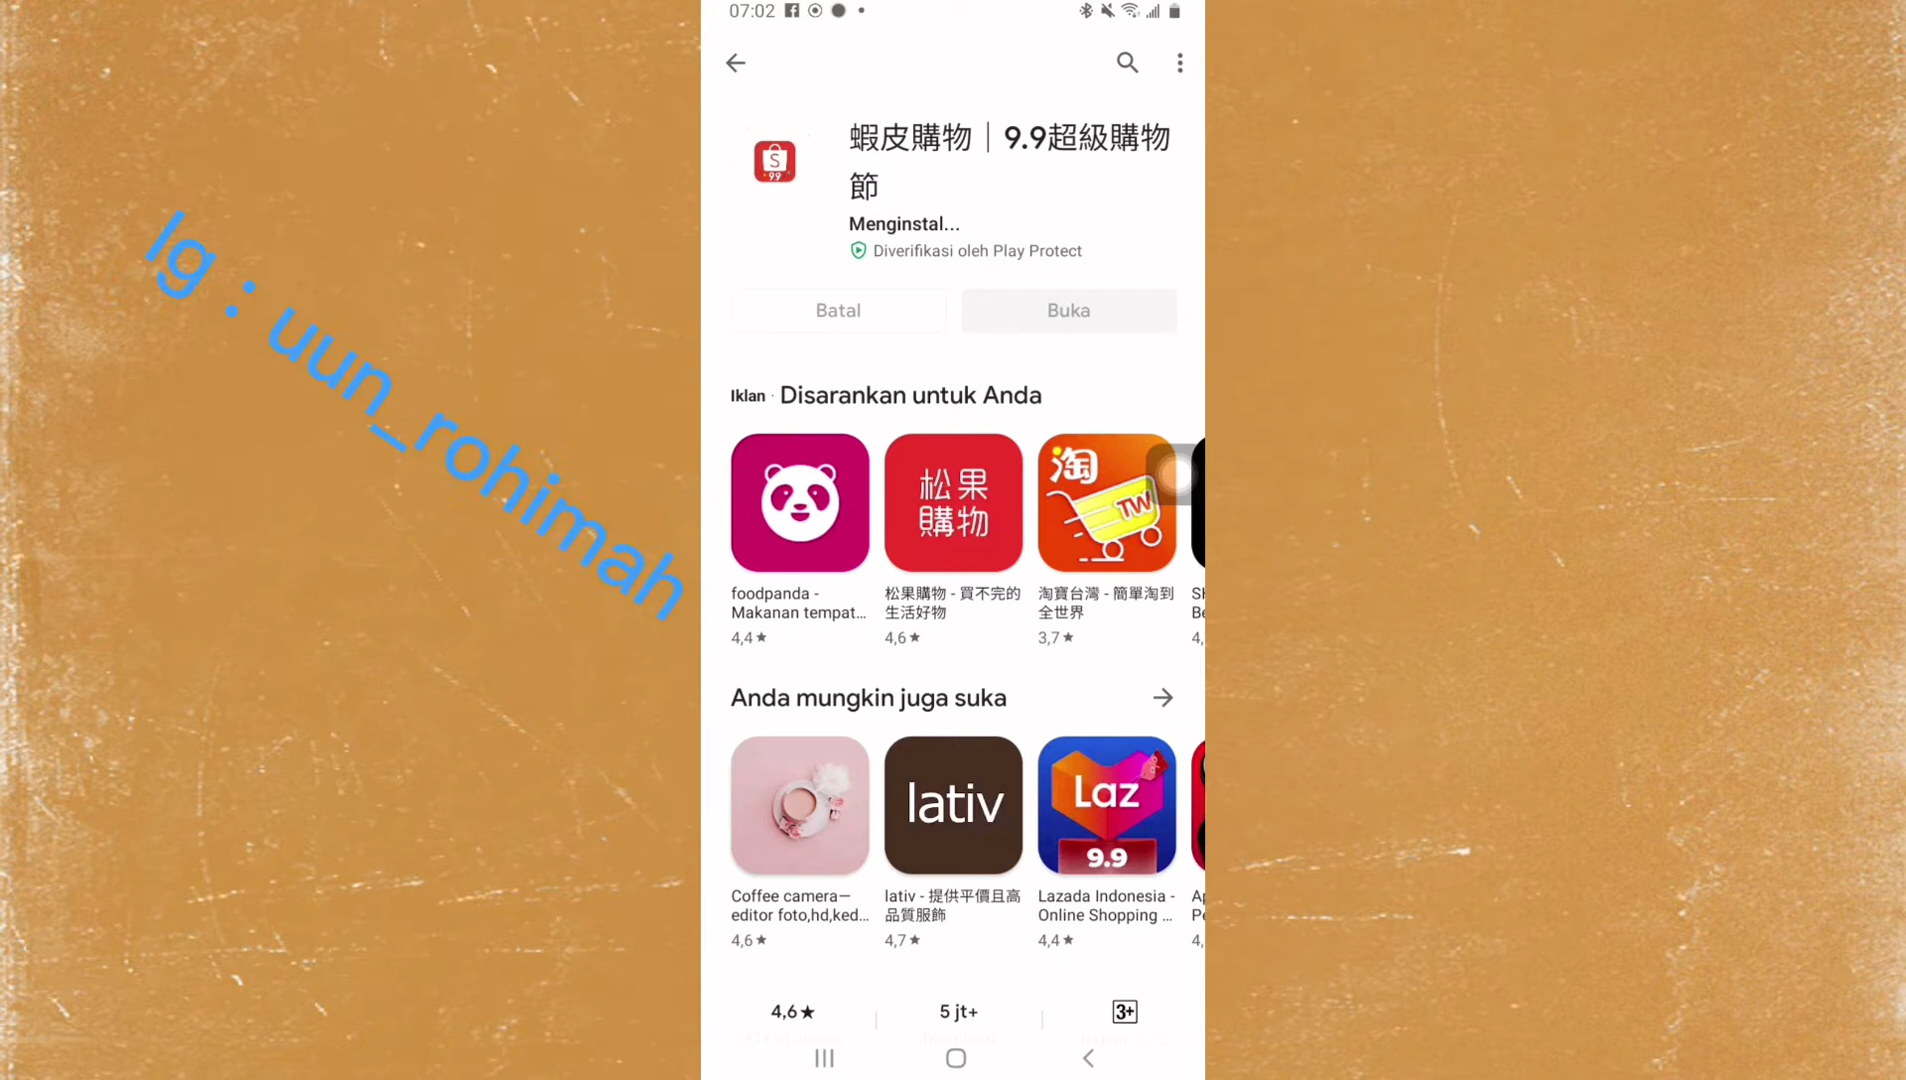 07:02
蝦皮購物｜9.9超級購物
節
Menginstal...
Diverifikasi oleh Play Protect
Batal
Buka
Ig : uun_rohimah
Iklan · Disarankan untuk Anda
松果
購物
淘
TW
foodpanda -
Makanan tempat...
4,4★
松果購物 - 買不完的
生活好物
4,6★
淘寶台灣 - 簡單淘到
全世界
3,7★
Anda mungkin juga suka
lativ
Laz
9.9
Coffee camera—
editor foto,hd,ked...
4,6★
lativ - 提供平價且高
品質服飾
4,7★
Lazada Indonesia -
Online Shopping ...
4,4★
4,6★
5 jt+
3+